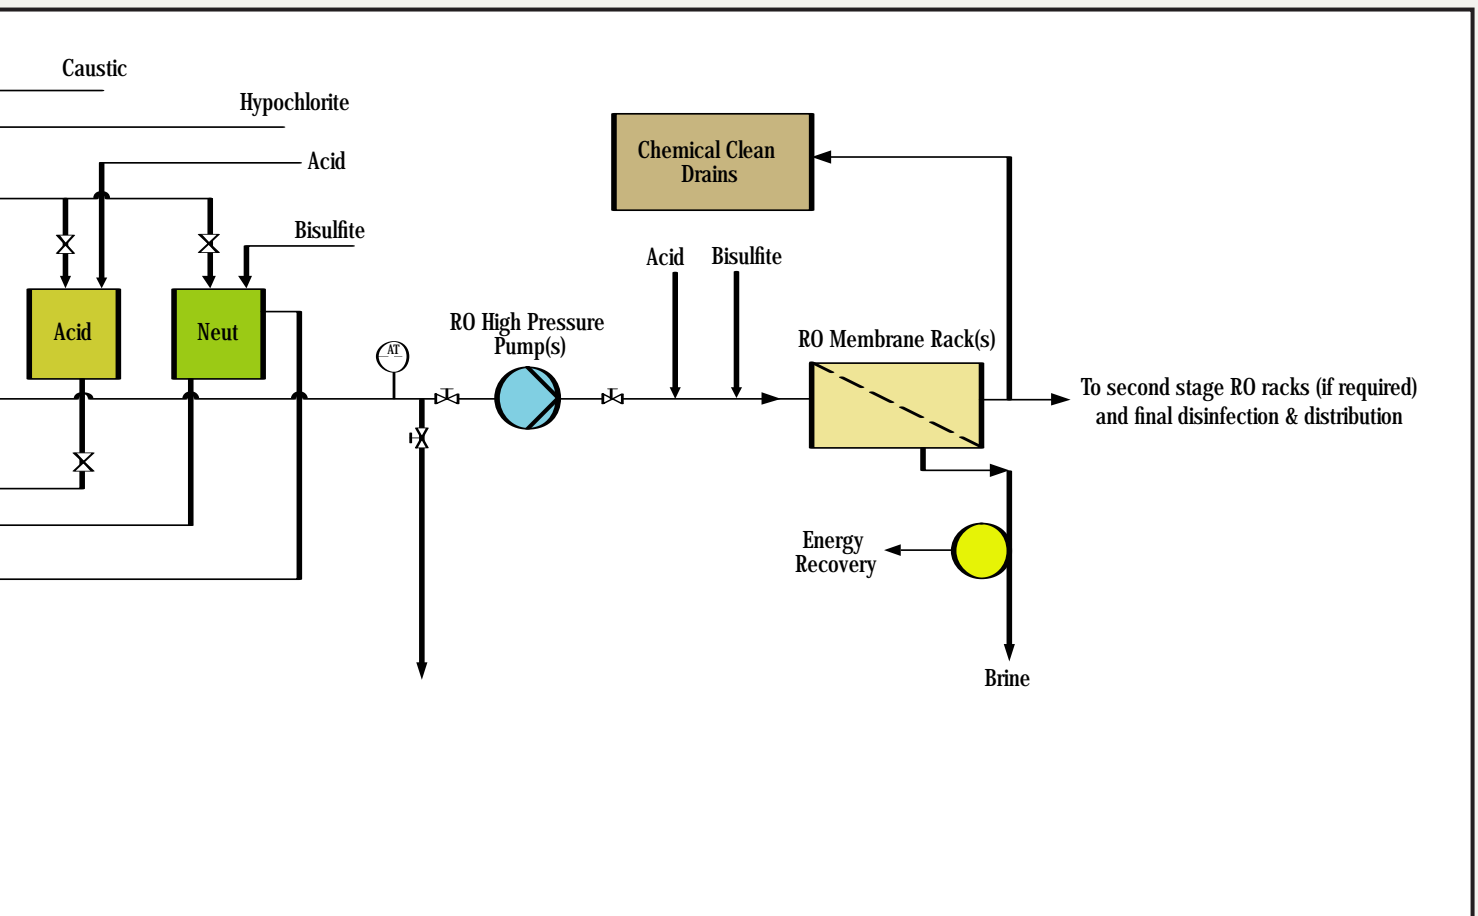 Caustic
Hypochlorite
Acid
Bisulfite
Chemical Clean
Drains
Acid
Bisulfite
Acid
Neut
AT
RO High Pressure
Pump(s)
RO Membrane Rack(s)
To second stage RO racks (if required)
and final disinfection & distribution
Energy
Recovery
Brine